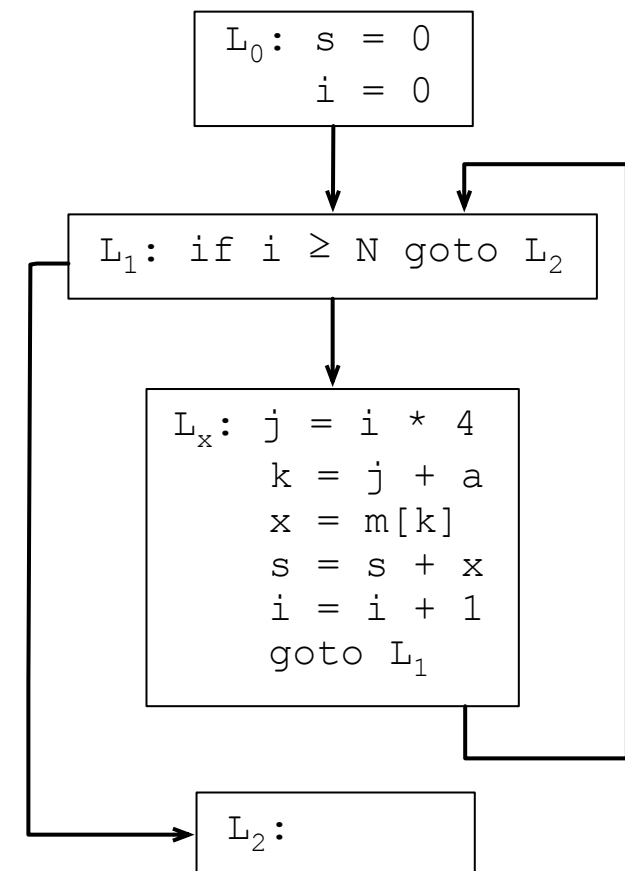 L₀: s = 0
i = 0
L₁: if i ≥ N goto L₂
Lₓ: j = i * 4
k = j + a
x = m[k]
s = s + x
i = i + 1
goto L₁
L₂: